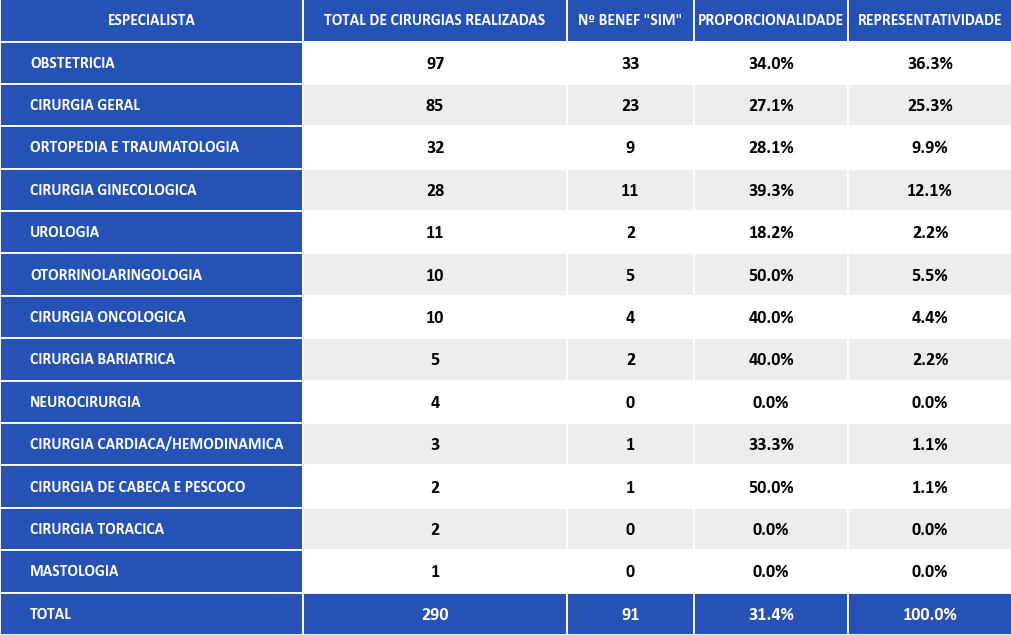 ESPECIALISTA TOTAL DE CIRURGIAS REALIZADAS Nº BENEF "SIM" PROPORCIONALIDADE REPRESENTATIVIDADE
OBSTETRICIA 97 33 34.0% 36.3%
CIRURGIA GERAL 85 23 27.1% 25.3%
ORTOPEDIA E TRAUMATOLOGIA 32 9 28.1% 9.9%
CIRURGIA GINECOLOGICA 28 11 39.3% 12.1%
UROLOGIA 11 2 18.2% 2.2%
OTORRINOLARINGOLOGIA 10 5 50.0% 5.5%
CIRURGIA ONCOLOGICA 10 4 40.0% 4.4%
CIRURGIA BARIATRICA 5 2 40.0% 2.2%
NEUROCIRURGIA 4 0 0.0% 0.0%
CIRURGIA CARDIACA/HEMODINAMICA 3 1 33.3% 1.1%
CIRURGIA DE CABECA E PESCOCO 2 1 50.0% 1.1%
CIRURGIA TORACICA 2 0 0.0% 0.0%
MASTOLOGIA 1 0 0.0% 0.0%
TOTAL 290 91 31.4% 100.0%